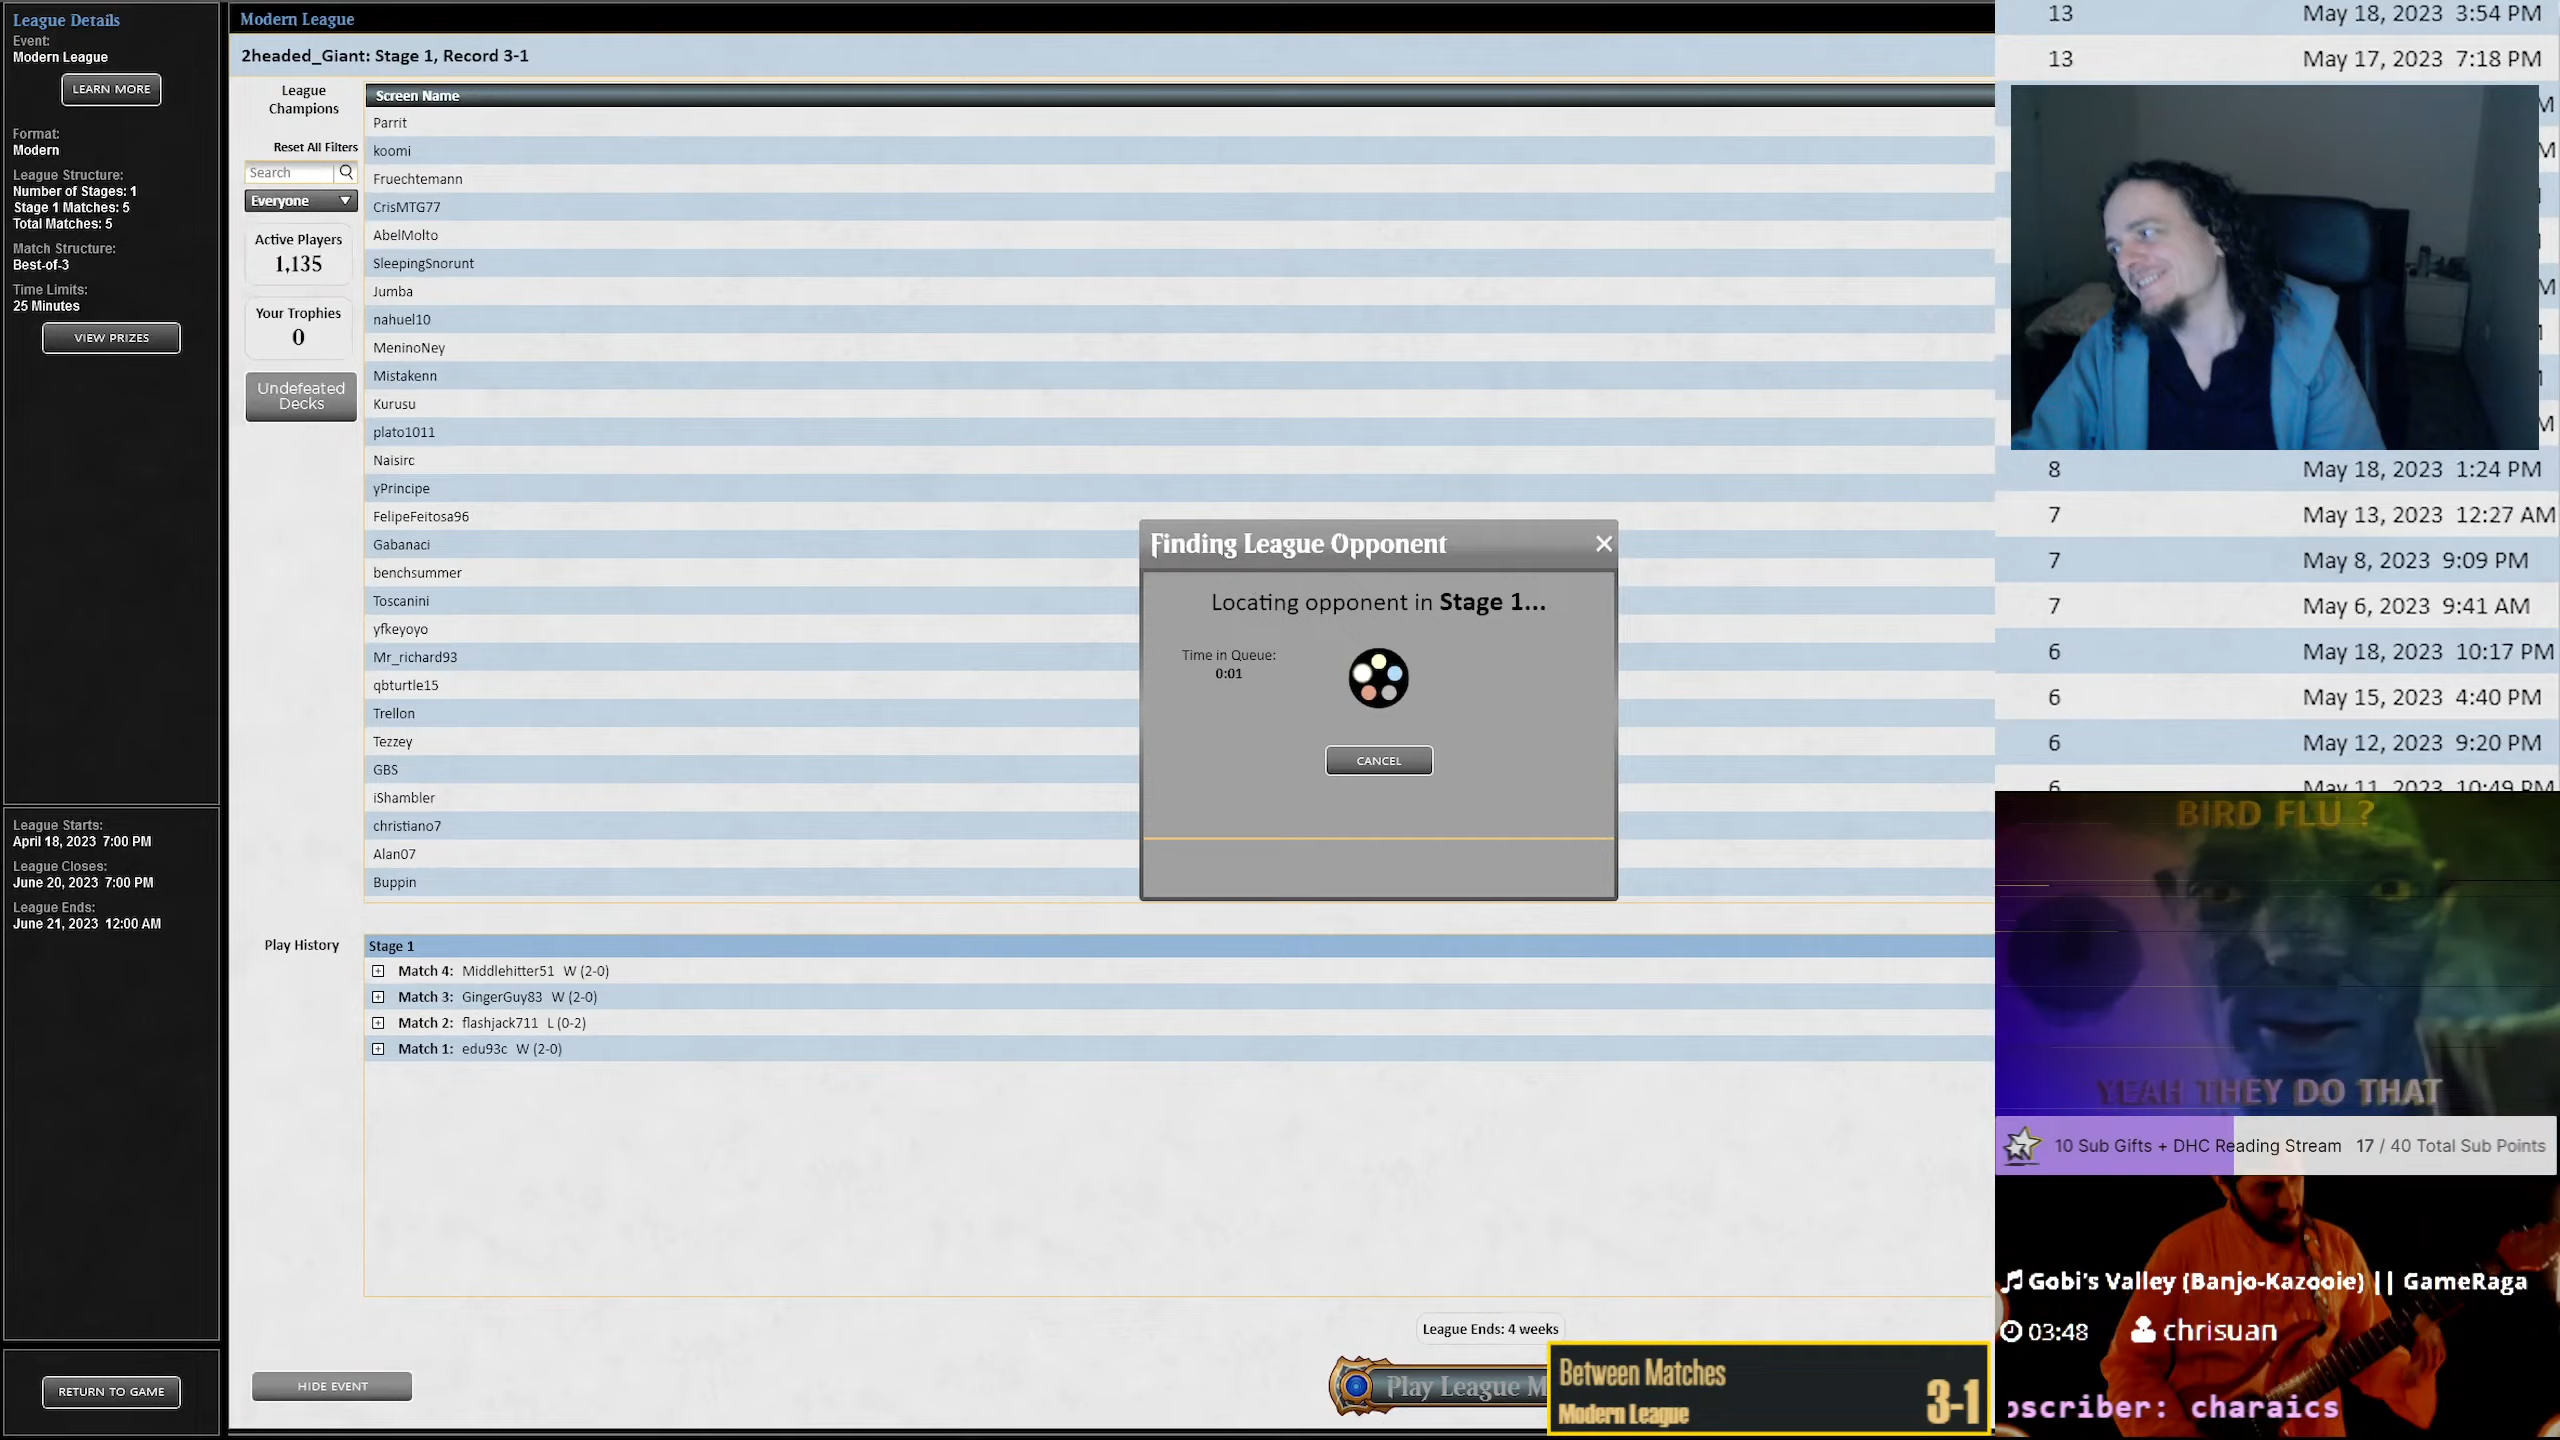 League Details
Event:
Modern League
LEARN MORE
Format:
Modern
League Structure:
Number of Stages: 1
Stage 1 Matches: 5
Total Matches: 5
Match Structure:
Best-of-3
Time Limits:
25 Minutes
VIEW PRIZES
League Starts:
April 18, 2023 7:00 PM
League Closes:
June 20, 2023 7:00 PM
League Ends:
June 21, 2023 12:00 AM
RETURN TO GAME
Modern League
2headed_Giant: Stage 1, Record 3-1
League
Champions
Reset All Filters
Search
Everyone
Active Players
1,135
Your Trophies
0
Undefeated
Decks
Screen Name
Parrit
koomi
Fruechtemann
CrisMTG77
AbelMolto
SleepingSnorunt
Jumba
nahuel10
MeninoNey
Mistakenn
Kurusu
plato1011
Naisirc
yPrincipe
FelipeFeitosa96
Gabanaci
benchsummer
Toscanini
yfkeyoyo
Mr_richard93
qbturtle15
Trellon
Tezzey
GBS
iShambler
christiano7
Alan07
Buppin
Finding League Opponent
Locating opponent in Stage 1...
Time in Queue:
0:01
CANCEL
Play History
Stage 1
Match 4: Middlehitter51 W (2-0)
Match 3: GingerGuy83 W (2-0)
Match 2: flashjack711 L (0-2)
Match 1: edu93c W (2-0)
League Ends: 4 weeks
HIDE EVENT
Play League M
Between Matches
Modern League
3-1
13 May 18, 2023 3:54 PM
13 May 17, 2023 7:18 PM
8 May 18, 2023 1:24 PM
7 May 13, 2023 12:27 AM
7 May 8, 2023 9:09 PM
7 May 6, 2023 9:41 AM
6 May 18, 2023 10:17 PM
6 May 15, 2023 4:40 PM
6 May 12, 2023 9:20 PM
6 May 11, 2023 10:49 PM
BIRD FLU ?
YEAH THEY DO THAT
10 Sub Gifts + DHC Reading Stream 17 / 40 Total Sub Points
Gobi's Valley (Banjo-Kazooie) || GameRaga
03:48 chrisuan
oscriber: charaics